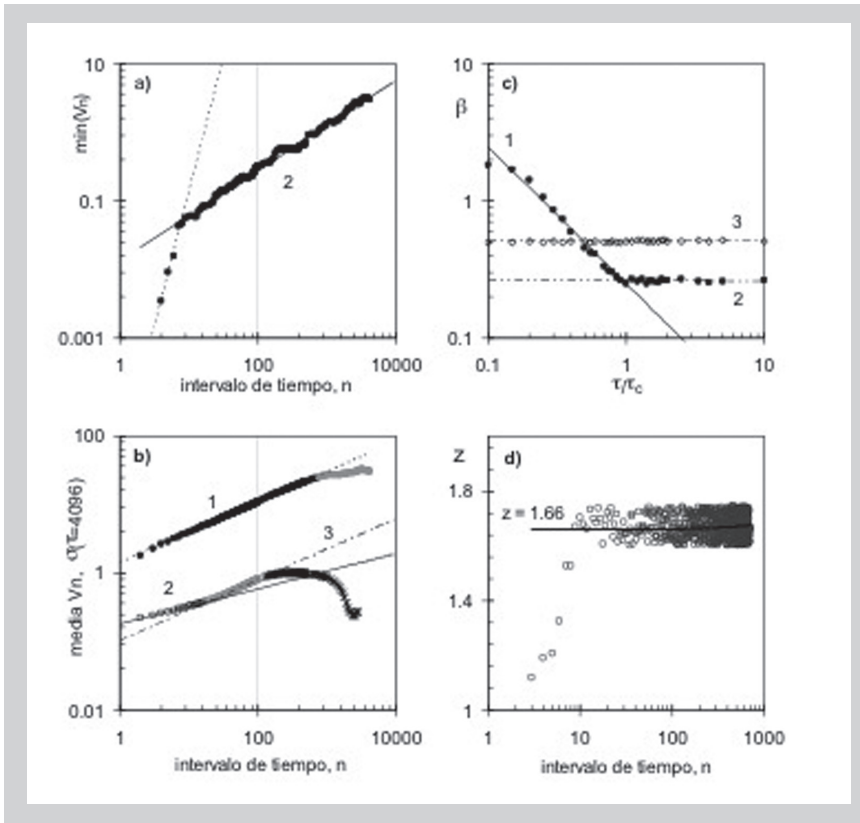 a)
10
min(Vn)
0.1
2
0.001
1
100
10000
intervalo de tiempo, n
c)
10
β
1
1
3
2
0.1
0.1
1
10
τ/τc
b)
100
media Vn, σ(τ=4096)
1
1
3
2
0.01
1
100
10000
intervalo de tiempo, n
d)
z
1.8
z = 1.66
1.4
1
1
10
100
1000
intervalo de tiempo, n